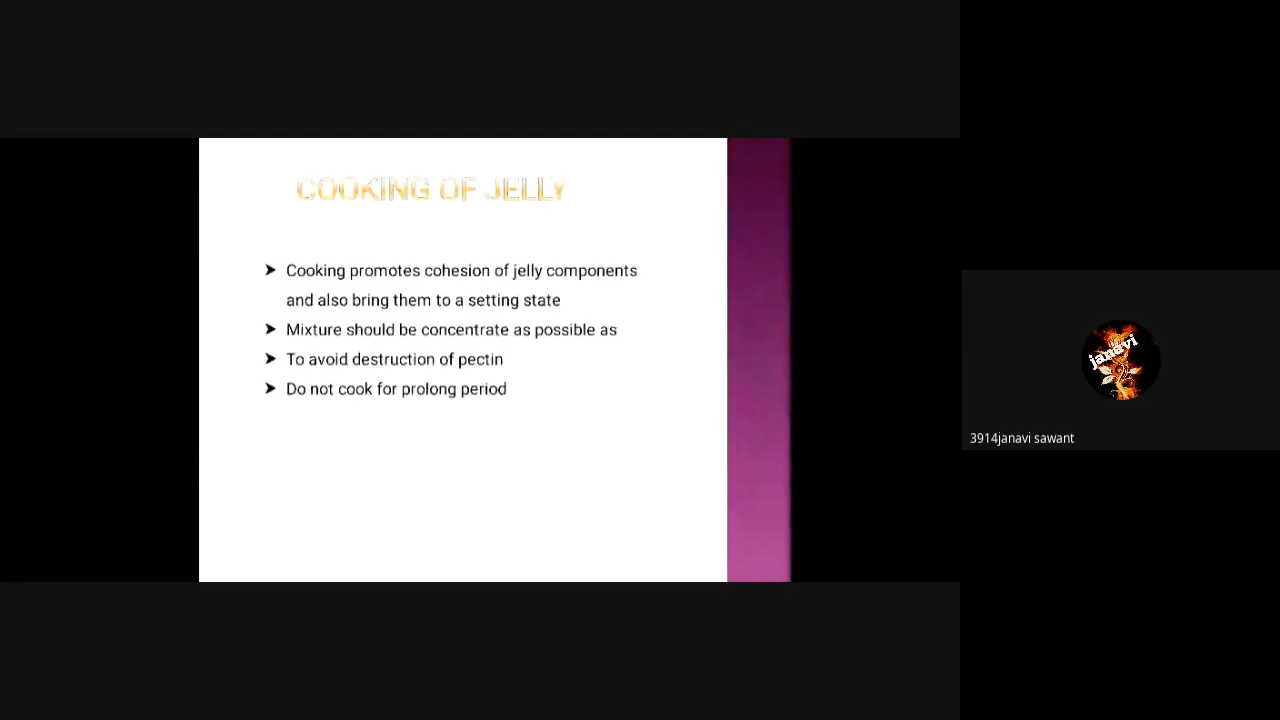 COOKING OF JELLY
➤ Cooking promotes cohesion of jelly components
and also bring them to a setting state
➤ Mixture should be concentrate as possible as
➤ To avoid destruction of pectin
➤ Do not cook for prolong period
janavi
3914janavi sawant